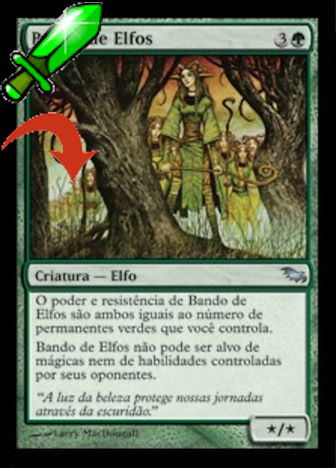 de Elfos 3
Criatura — Elfo
O poder e resistência de Bando de
Elfos são ambos iguais ao número de
permanentes verdes que você controla.
Bando de Elfos não pode ser alvo de
mágicas nem de habilidades controladas
por seus oponentes.
“A luz da beleza protege nossas jornadas
através da escuridão.”
Larry MacDougall
*/*